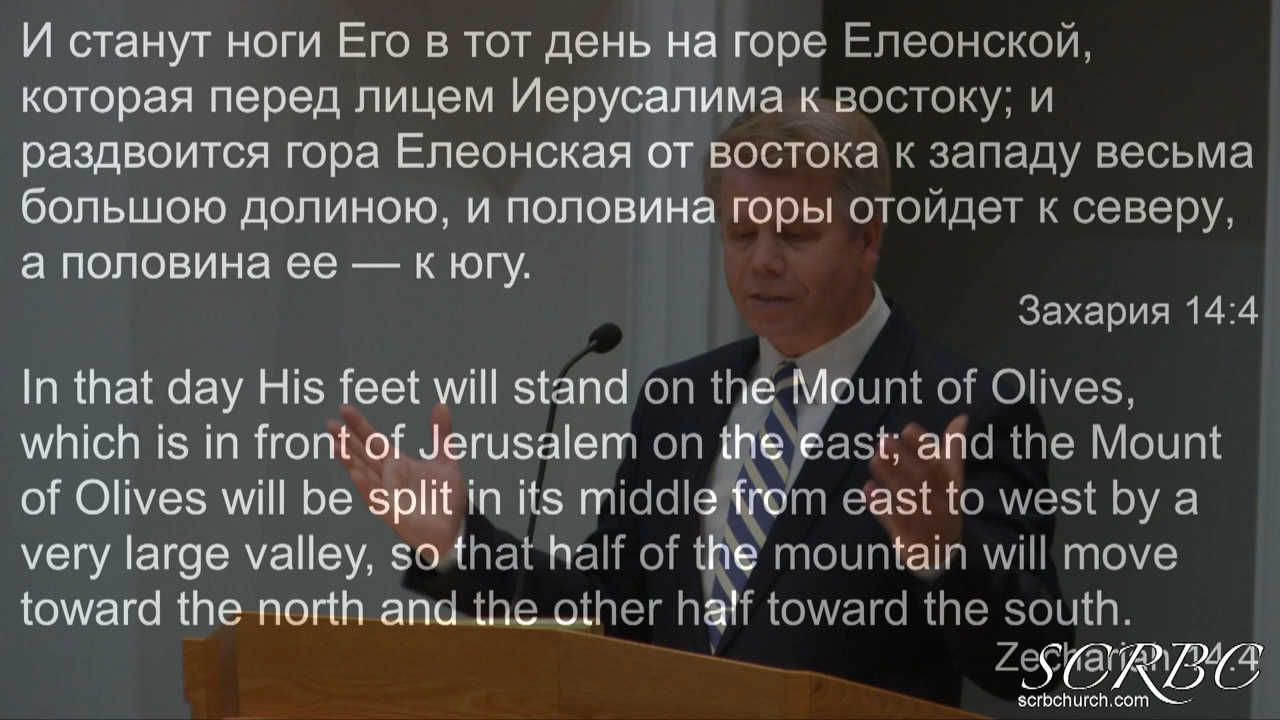 И станут ноги Его в тот день на горе Елеонской,
которая перед лицем Иерусалима к востоку; и
раздвоится гора Елеонская от востока к западу весьма
большою долиною, и половина горы отойдет к северу,
а половина ее — к югу.
Захария 14:4
In that day His feet will stand on the Mount of Olives,
which is in front of Jerusalem on the east; and the Mount
of Olives will be split in its middle from east to west by a
very large valley, so that half of the mountain will move
toward the north and the other half toward the south.
Zechariah 14:4
SCRBC
scrbchurch.com